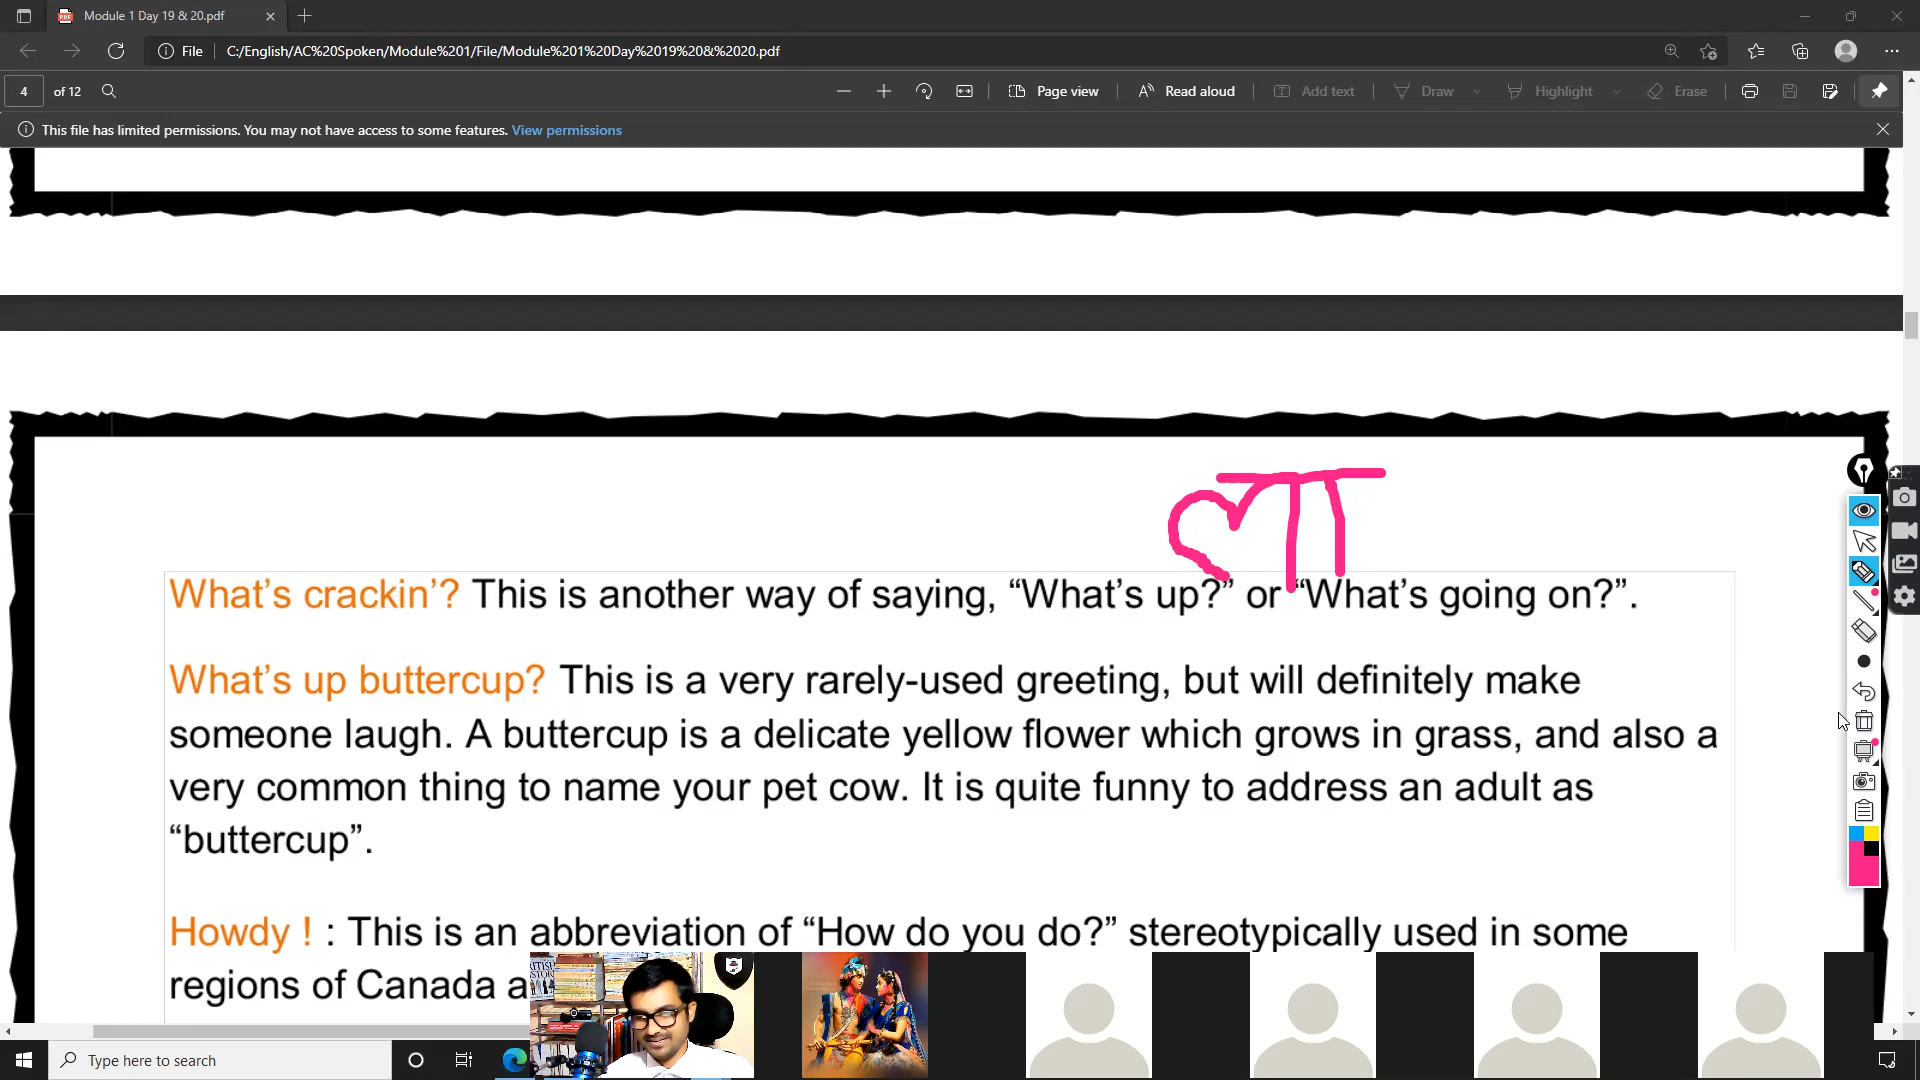 Module 1 Day 19 & 20.pdf
File C:/English/AC%20Spoken/Module%201/File/Module%201%20Day%2019%20&%2020.pdf
4 of 12 Page view Read aloud Add text Draw Highlight Erase
This file has limited permissions. You may not have access to some features. View permissions
What’s crackin’? This is another way of saying, “What’s up?” or “What’s going on?”.
What’s up buttercup? This is a very rarely-used greeting, but will definitely make
someone laugh. A buttercup is a delicate yellow flower which grows in grass, and also a
very common thing to name your pet cow. It is quite funny to address an adult as
“buttercup”.
Howdy ! : This is an abbreviation of “How do you do?” stereotypically used in some
regions of Canada a
Type here to search